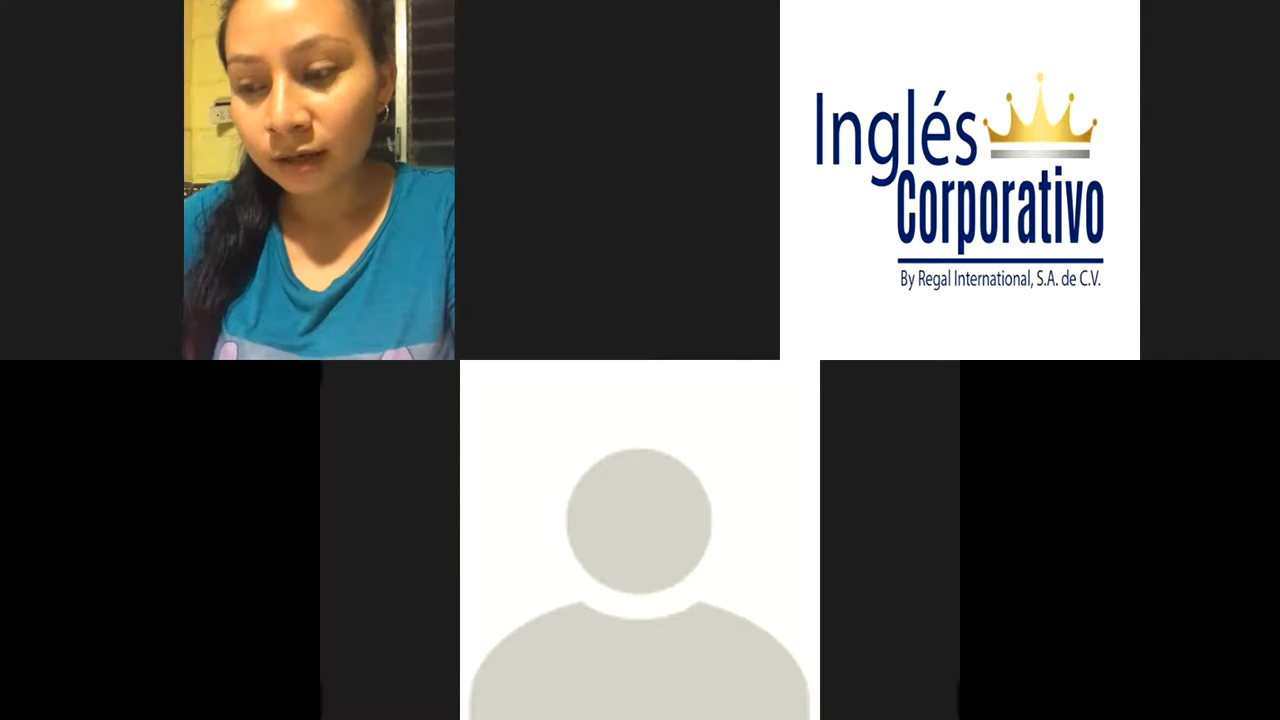 Inglés
Corporativo
By Regal International, S.A. de C.V.